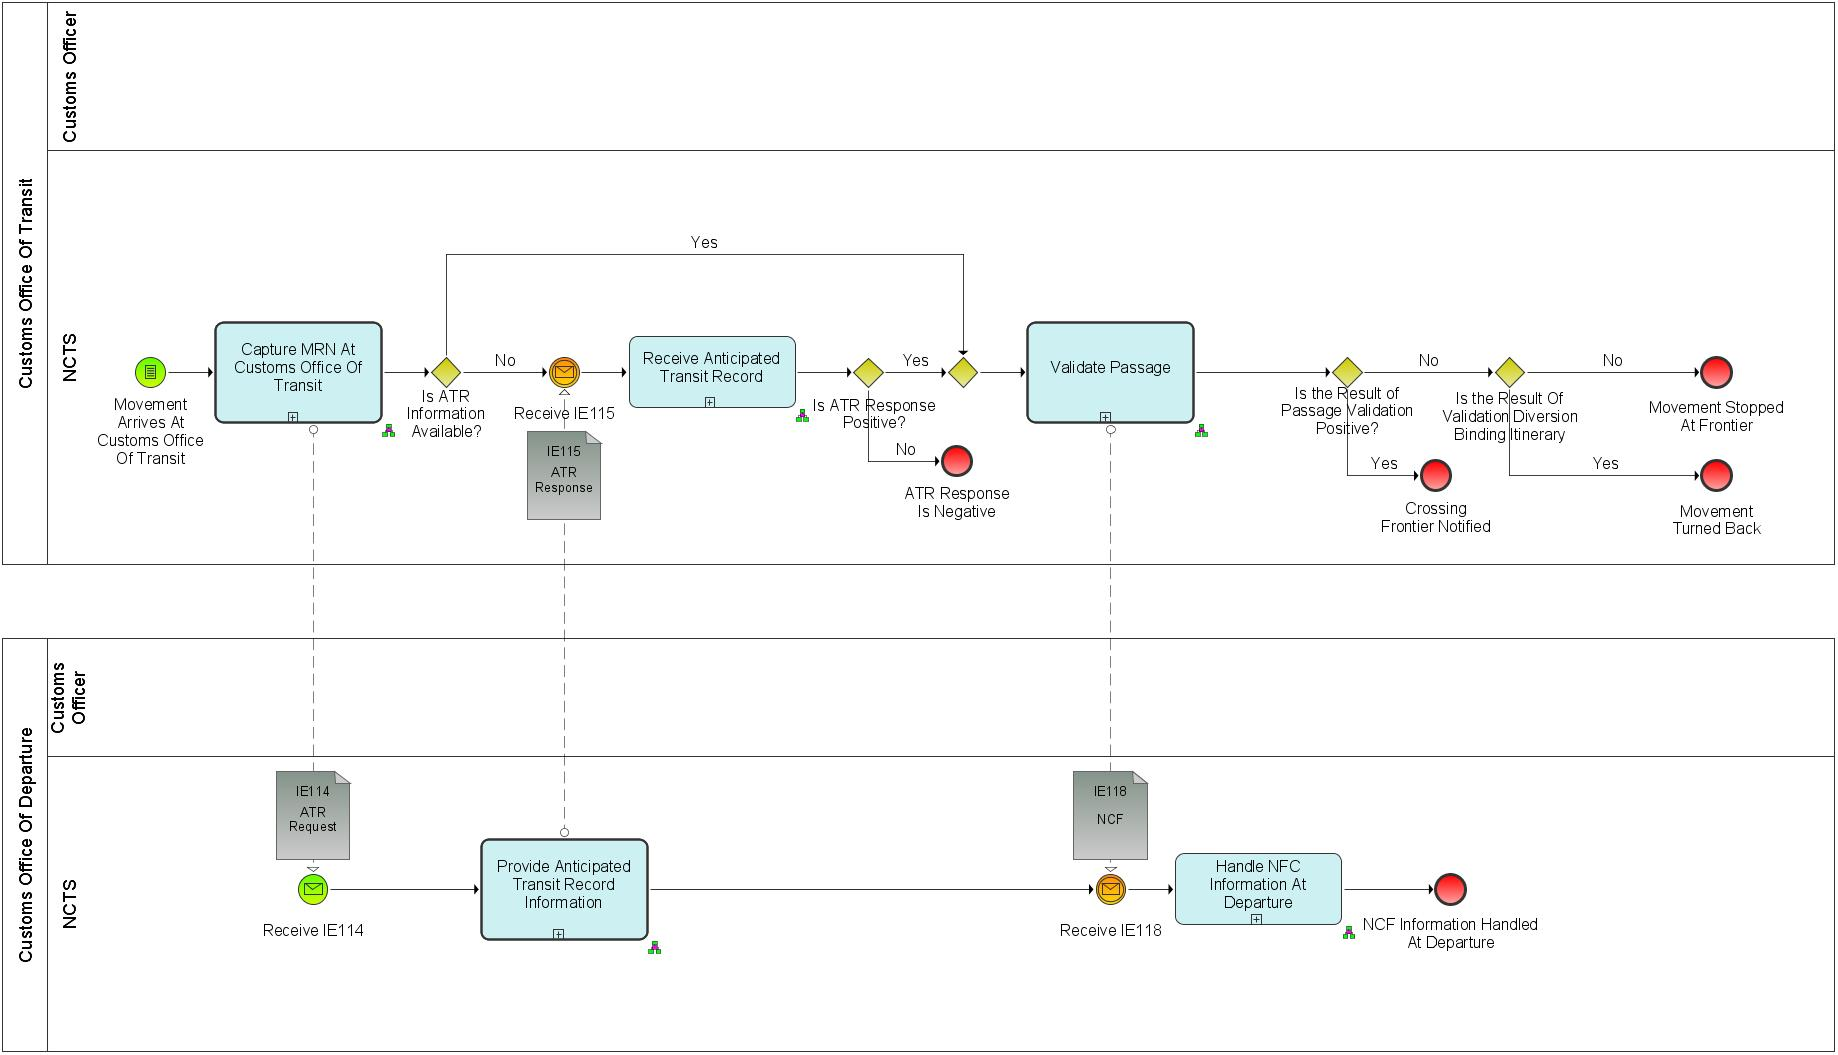 Customs Office Of Transit
Customs Officer
NCTS
Movement
Arrives At
Customs Office
Of Transit
Capture MRN At
Customs Office Of
Transit
Is ATR
Information
Available?
Yes
No
Receive IE115
IE115
ATR
Response
Receive Anticipated
Transit Record
Is ATR Response
Positive?
Yes
No
ATR Response
Is Negative
Validate Passage
Is the Result of
Passage Validation
Positive?
No
Yes
Crossing
Frontier Notified
Is the Result Of
Validation Diversion
Binding Itinerary
No
Movement Stopped
At Frontier
Yes
Movement
Turned Back
Customs Office Of Departure
Customs
Officer
NCTS
IE114
ATR
Request
Receive IE114
Provide Anticipated
Transit Record
Information
IE118
NCF
Receive IE118
Handle NFC
Information At
Departure
NCF Information Handled
At Departure